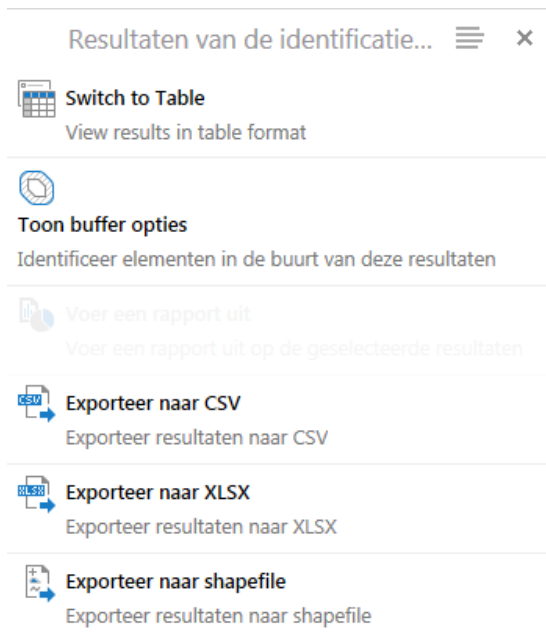 Resultaten van de identificatie...
Switch to Table
View results in table format
Toon buffer opties
Identificeer elementen in de buurt van deze resultaten
Voer een rapport uit
Voer een rapport uit op de geselecteerde resultaten
CSV
Exporteer naar CSV
Exporteer resultaten naar CSV
XLSX
Exporteer naar XLSX
Exporteer resultaten naar XLSX
Exporteer naar shapefile
Exporteer resultaten naar shapefile